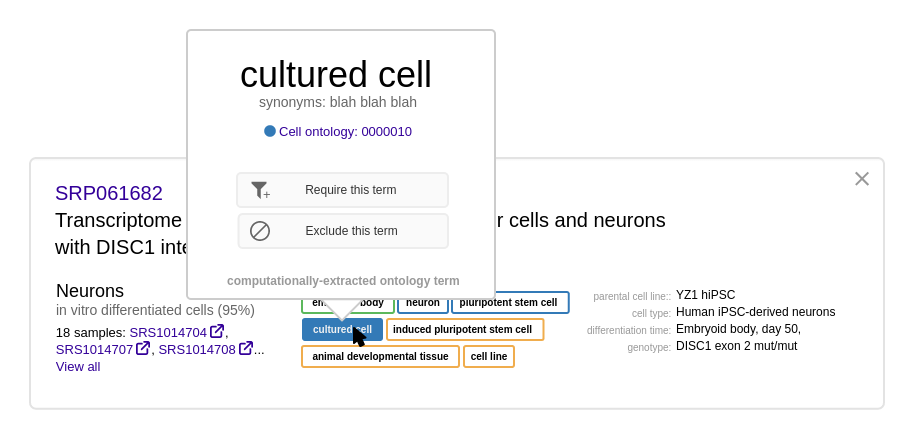 cultured cell
synonyms: blah blah blah
Cell ontology: 0000010
Require this term
Exclude this term
computationally-extracted ontology term
SRP061682
Transcriptome r cells and neurons
with DISC1 inte
Neurons
in vitro differentiated cells (95%)
18 samples: SRS1014704,
SRS1014707, SRS1014708...
View all
em body neuron pluripotent stem cell
cultured cell induced pluripotent stem cell
animal developmental tissue cell line
parental cell line:: YZ1 hiPSC
cell type: Human iPSC-derived neurons
differentiation time: Embryoid body, day 50,
genotype: DISC1 exon 2 mut/mut